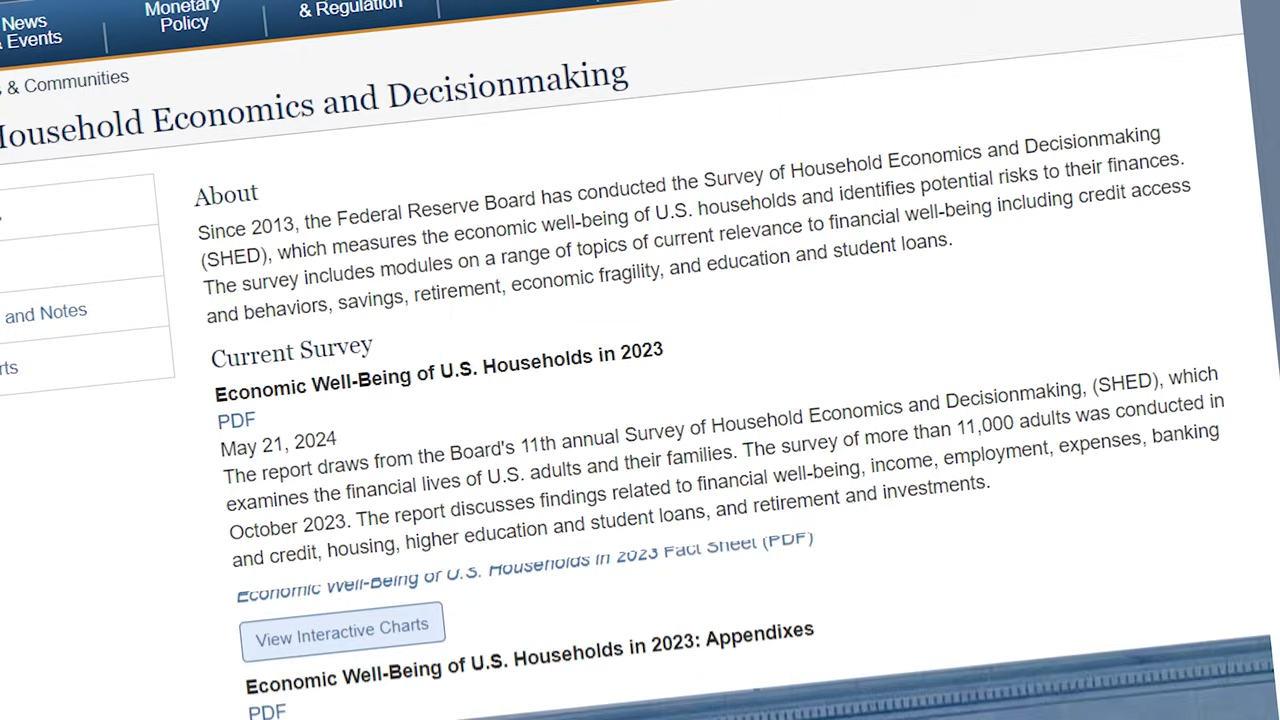 News
& Events
Monetary
Policy
& Regulation
& Communities
Household Economics and Decisionmaking
About
Since 2013, the Federal Reserve Board has conducted the Survey of Household Economics and Decisionmaking
(SHED), which measures the economic well-being of U.S. households and identifies potential risks to their finances.
The survey includes modules on a range of topics of current relevance to financial well-being including credit access
and behaviors, savings, retirement, economic fragility, and education and student loans.
and Notes
Current Survey
Economic Well-Being of U.S. Households in 2023
PDF
May 21, 2024
The report draws from the Board's 11th annual Survey of Household Economics and Decisionmaking, (SHED), which
examines the financial lives of U.S. adults and their families. The survey of more than 11,000 adults was conducted in
October 2023. The report discusses findings related to financial well-being, income, employment, expenses, banking
and credit, housing, higher education and student loans, and retirement and investments.
Economic Well-Being of U.S. Households in 2023 Fact Sheet (PDF)
View Interactive Charts
Economic Well-Being of U.S. Households in 2023: Appendixes
PDF